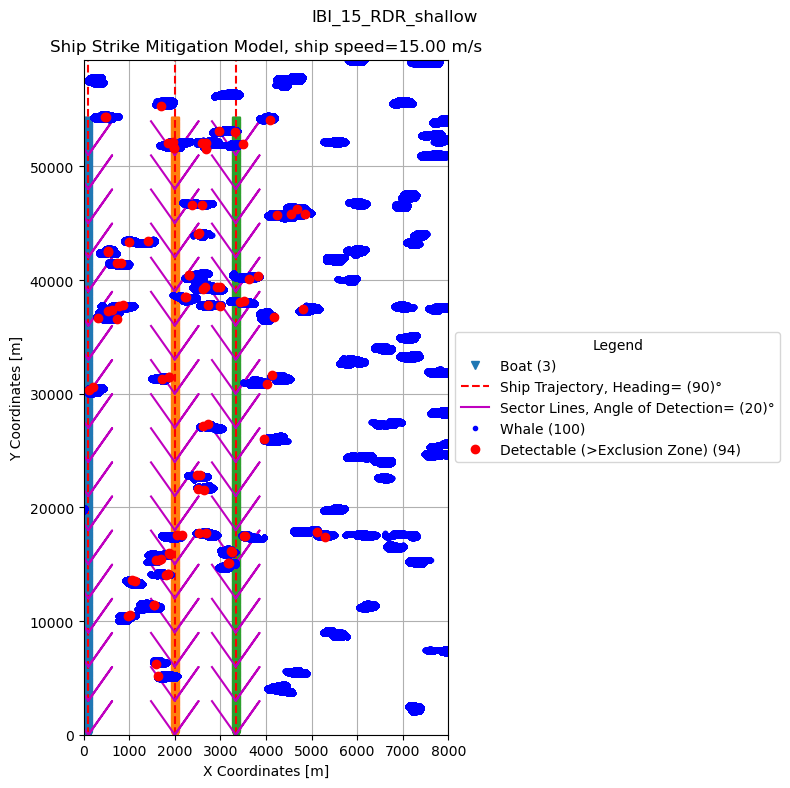 IBI_15_RDR_shallow
Ship Strike Mitigation Model, ship speed=15.00 m/s
50000
40000
30000
20000
10000
0
Y Coordinates [m]
0 1000 2000 3000 4000 5000 6000 7000 8000
X Coordinates [m]
Legend
Boat (3)
Ship Trajectory, Heading= (90)°
Sector Lines, Angle of Detection= (20)°
Whale (100)
Detectable (>Exclusion Zone) (94)